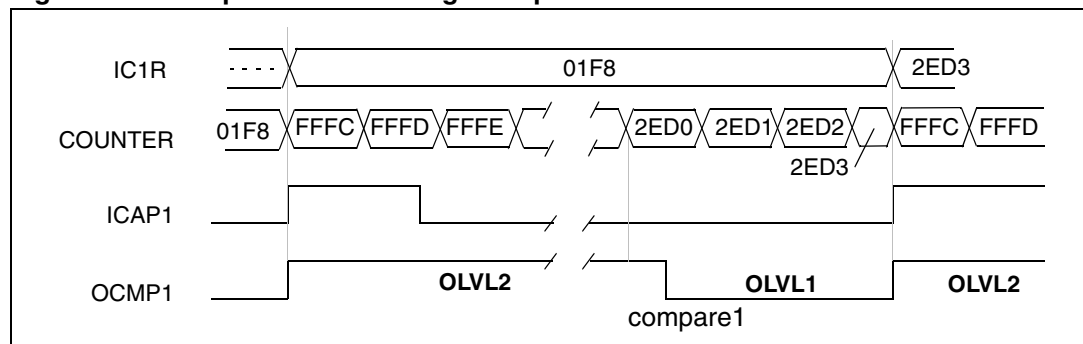 IC1R 01F8 2ED3
COUNTER 01F8 FFFC FFFD FFFE 2ED0 2ED1 2ED2 FFFC FFFD
2ED3
ICAP1
OCMP1 OLVL2 OLVL1 OLVL2
compare1